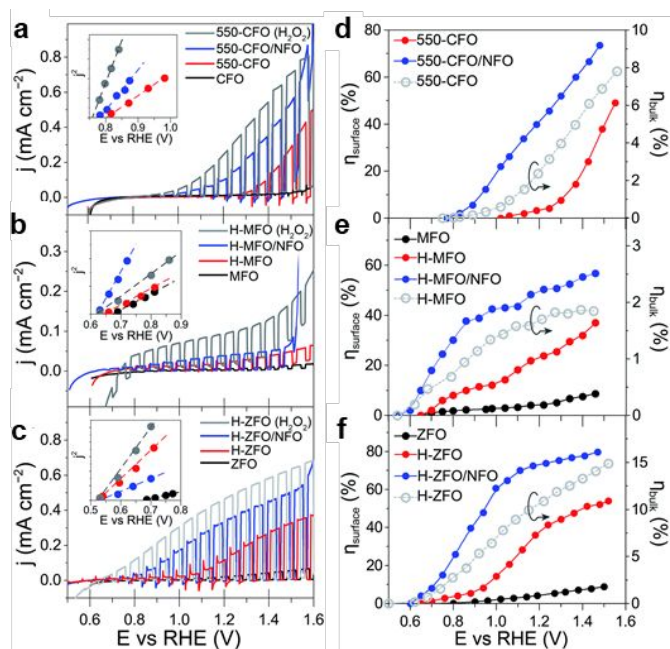 a
550-CFO (H₂O₂)
550-CFO/NFO
550-CFO
CFO
j²
0.8 0.9 1.0
E vs RHE (V)
j (mA cm⁻²)
0.8
0.6
0.4
0.2
0.0
b
H-MFO (H₂O₂)
H-MFO/NFO
H-MFO
MFO
j²
0.6 0.7 0.8 0.9
E vs RHE (V)
j (mA cm⁻²)
0.3
0.2
0.1
0.0
c
H-ZFO (H₂O₂)
H-ZFO/NFO
H-ZFO
ZFO
j²
0.5 0.6 0.7 0.8
E vs RHE (V)
j (mA cm⁻²)
0.8
0.4
0.0
0.6 0.8 1.0 1.2 1.4 1.6
E vs RHE (V)
d
550-CFO
550-CFO/NFO
550-CFO
ηsurface (%)
80
60
40
20
0
ηbulk (%)
10
8
6
4
2
0
e
MFO
H-MFO
H-MFO/NFO
H-MFO
ηsurface (%)
60
40
20
0
ηbulk (%)
3
2
1
0
f
ZFO
H-ZFO
H-ZFO/NFO
H-ZFO
ηsurface (%)
80
60
40
20
0
ηbulk (%)
15
10
5
0
0.6 0.8 1.0 1.2 1.4 1.6
E vs RHE (V)